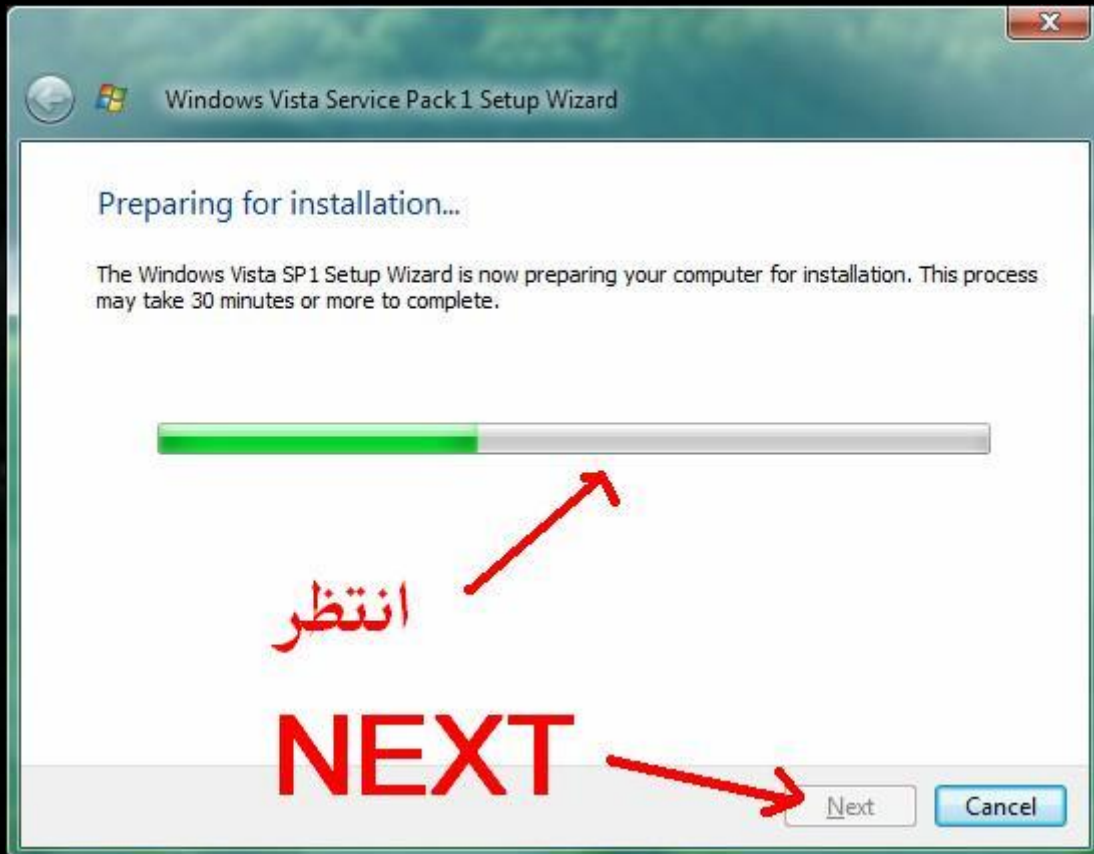 Windows Vista Service Pack 1 Setup Wizard
Preparing for installation...
The Windows Vista SP1 Setup Wizard is now preparing your computer for installation. This process
may take 30 minutes or more to complete.
انتظر
NEXT
Next Cancel